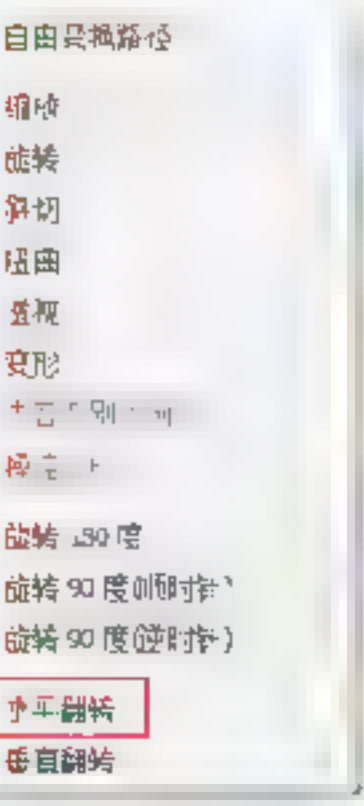 自由变换路径
缩放
旋转
斜切
扭曲
透视
变形
旋转 180 度
旋转 90 度(顺时针)
旋转 90 度(逆时针)
水平翻转
垂直翻转